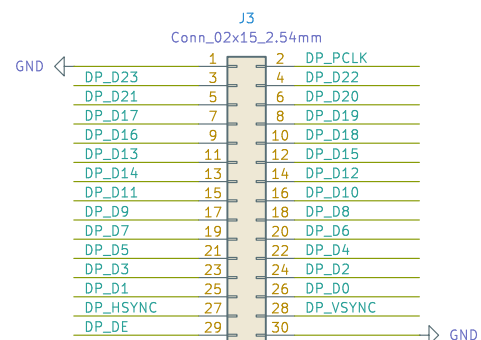 J3
Conn_02x15_2.54mm
GND 1 2 DP_PCLK
DP_D23 3 4 DP_D22
DP_D21 5 6 DP_D20
DP_D17 7 8 DP_D19
DP_D16 9 10 DP_D18
DP_D13 11 12 DP_D15
DP_D14 13 14 DP_D12
DP_D11 15 16 DP_D10
DP_D9 17 18 DP_D8
DP_D7 19 20 DP_D6
DP_D5 21 22 DP_D4
DP_D3 23 24 DP_D2
DP_D1 25 26 DP_D0
DP_HSYNC 27 28 DP_VSYNC
DP_DE 29 30 GND